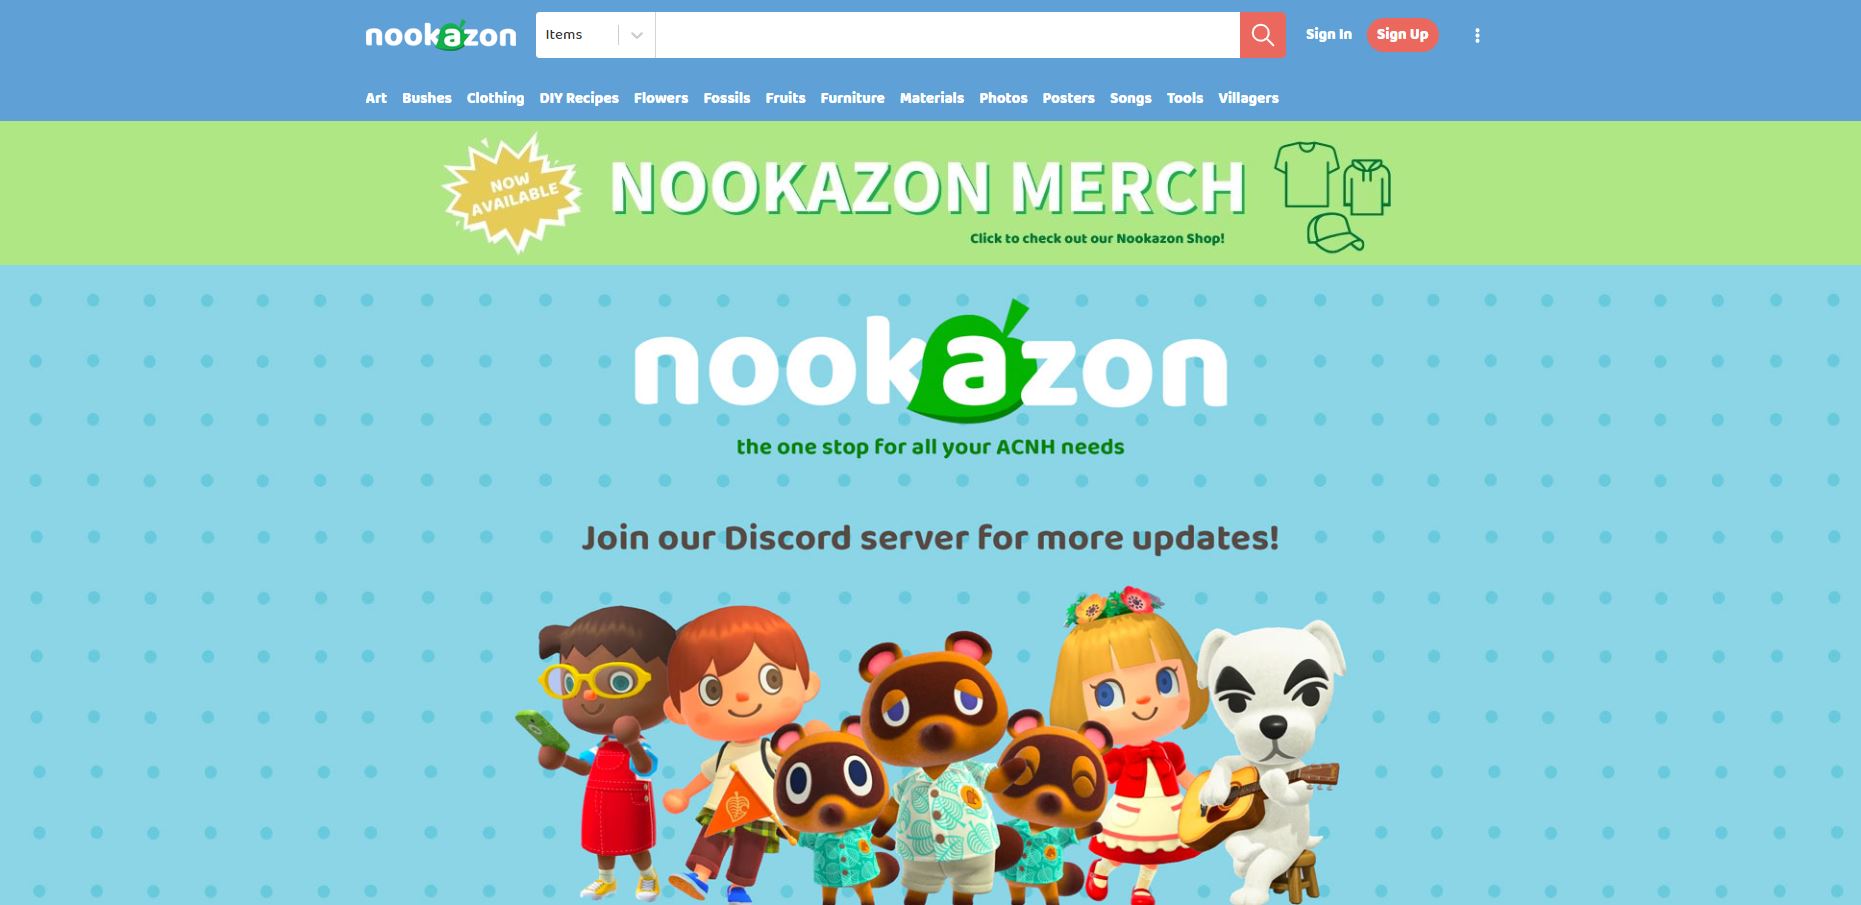 nookazon
Items
Sign In
Sign Up
Art Bushes Clothing DIY Recipes Flowers Fossils Fruits Furniture Materials Photos Posters Songs Tools Villagers
NOW
AVAILABLE
NOOKAZON MERCH
Click to check out our Nookazon Shop!
nookazon
the one stop for all your ACNH needs
Join our Discord server for more updates!